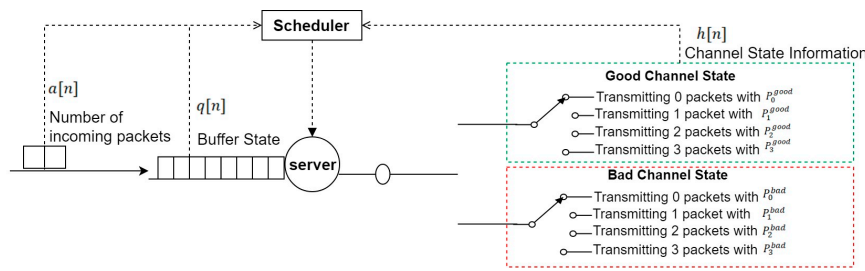 Scheduler
h[n]
Channel State Information
a[n]
Number of
incoming packets
q[n]
Buffer State
server
Good Channel State
Transmitting 0 packets with P_0^{good}
Transmitting 1 packet with P_1^{good}
Transmitting 2 packets with P_2^{good}
Transmitting 3 packets with P_3^{good}
Bad Channel State
Transmitting 0 packets with P_0^{bad}
Transmitting 1 packet with P_1^{bad}
Transmitting 2 packets with P_2^{bad}
Transmitting 3 packets with P_3^{bad}